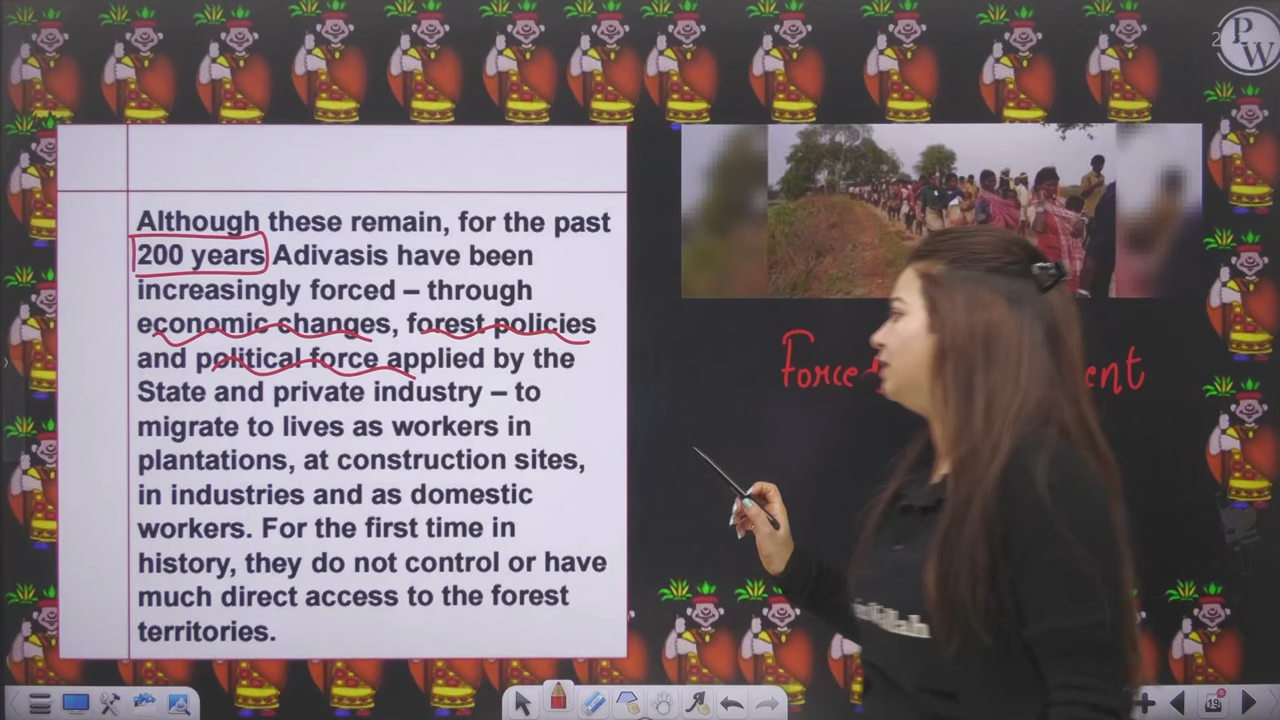 PW
2
Although these remain, for the past
200 years Adivasis have been
increasingly forced – through
economic changes, forest policies
and political force applied by the
State and private industry – to
migrate to lives as workers in
plantations, at construction sites,
in industries and as domestic
workers. For the first time in
history, they do not control or have
much direct access to the forest
territories.
19